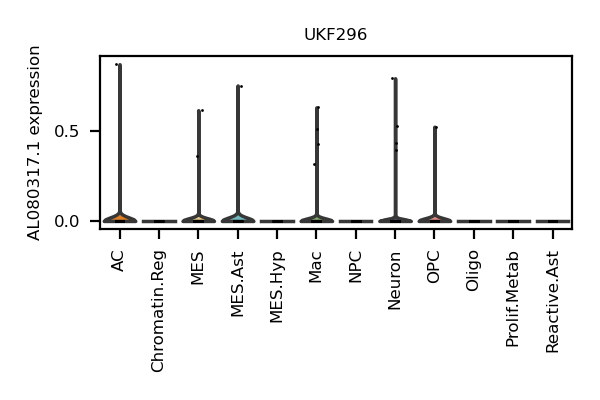 UKF296
AL080317.1 expression
0.5
0.0
AC
Chromatin.Reg
MES
MES.Ast
MES.Hyp
Mac
NPC
Neuron
OPC
Oligo
Prolif.Metab
Reactive.Ast